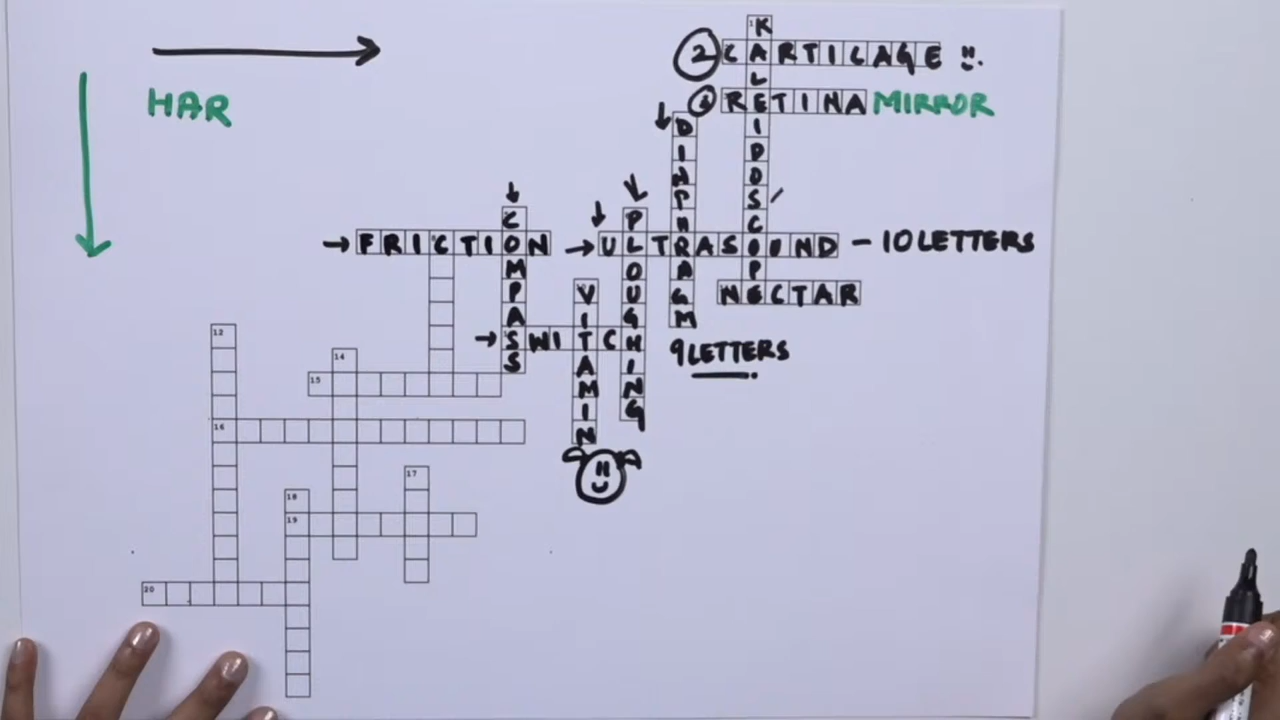 KALEIDOSCOPE
2 CARTILAGE
HAR
RETINA MIRROR
DIAPHRAGM
COMPASS
PLOUGHING
FRICTION
ULTRASOUND - 10 LETTERS
VITAMIN
NECTAR
SWITCH
9 LETTERS
12
14
15
16
17
18
19
20